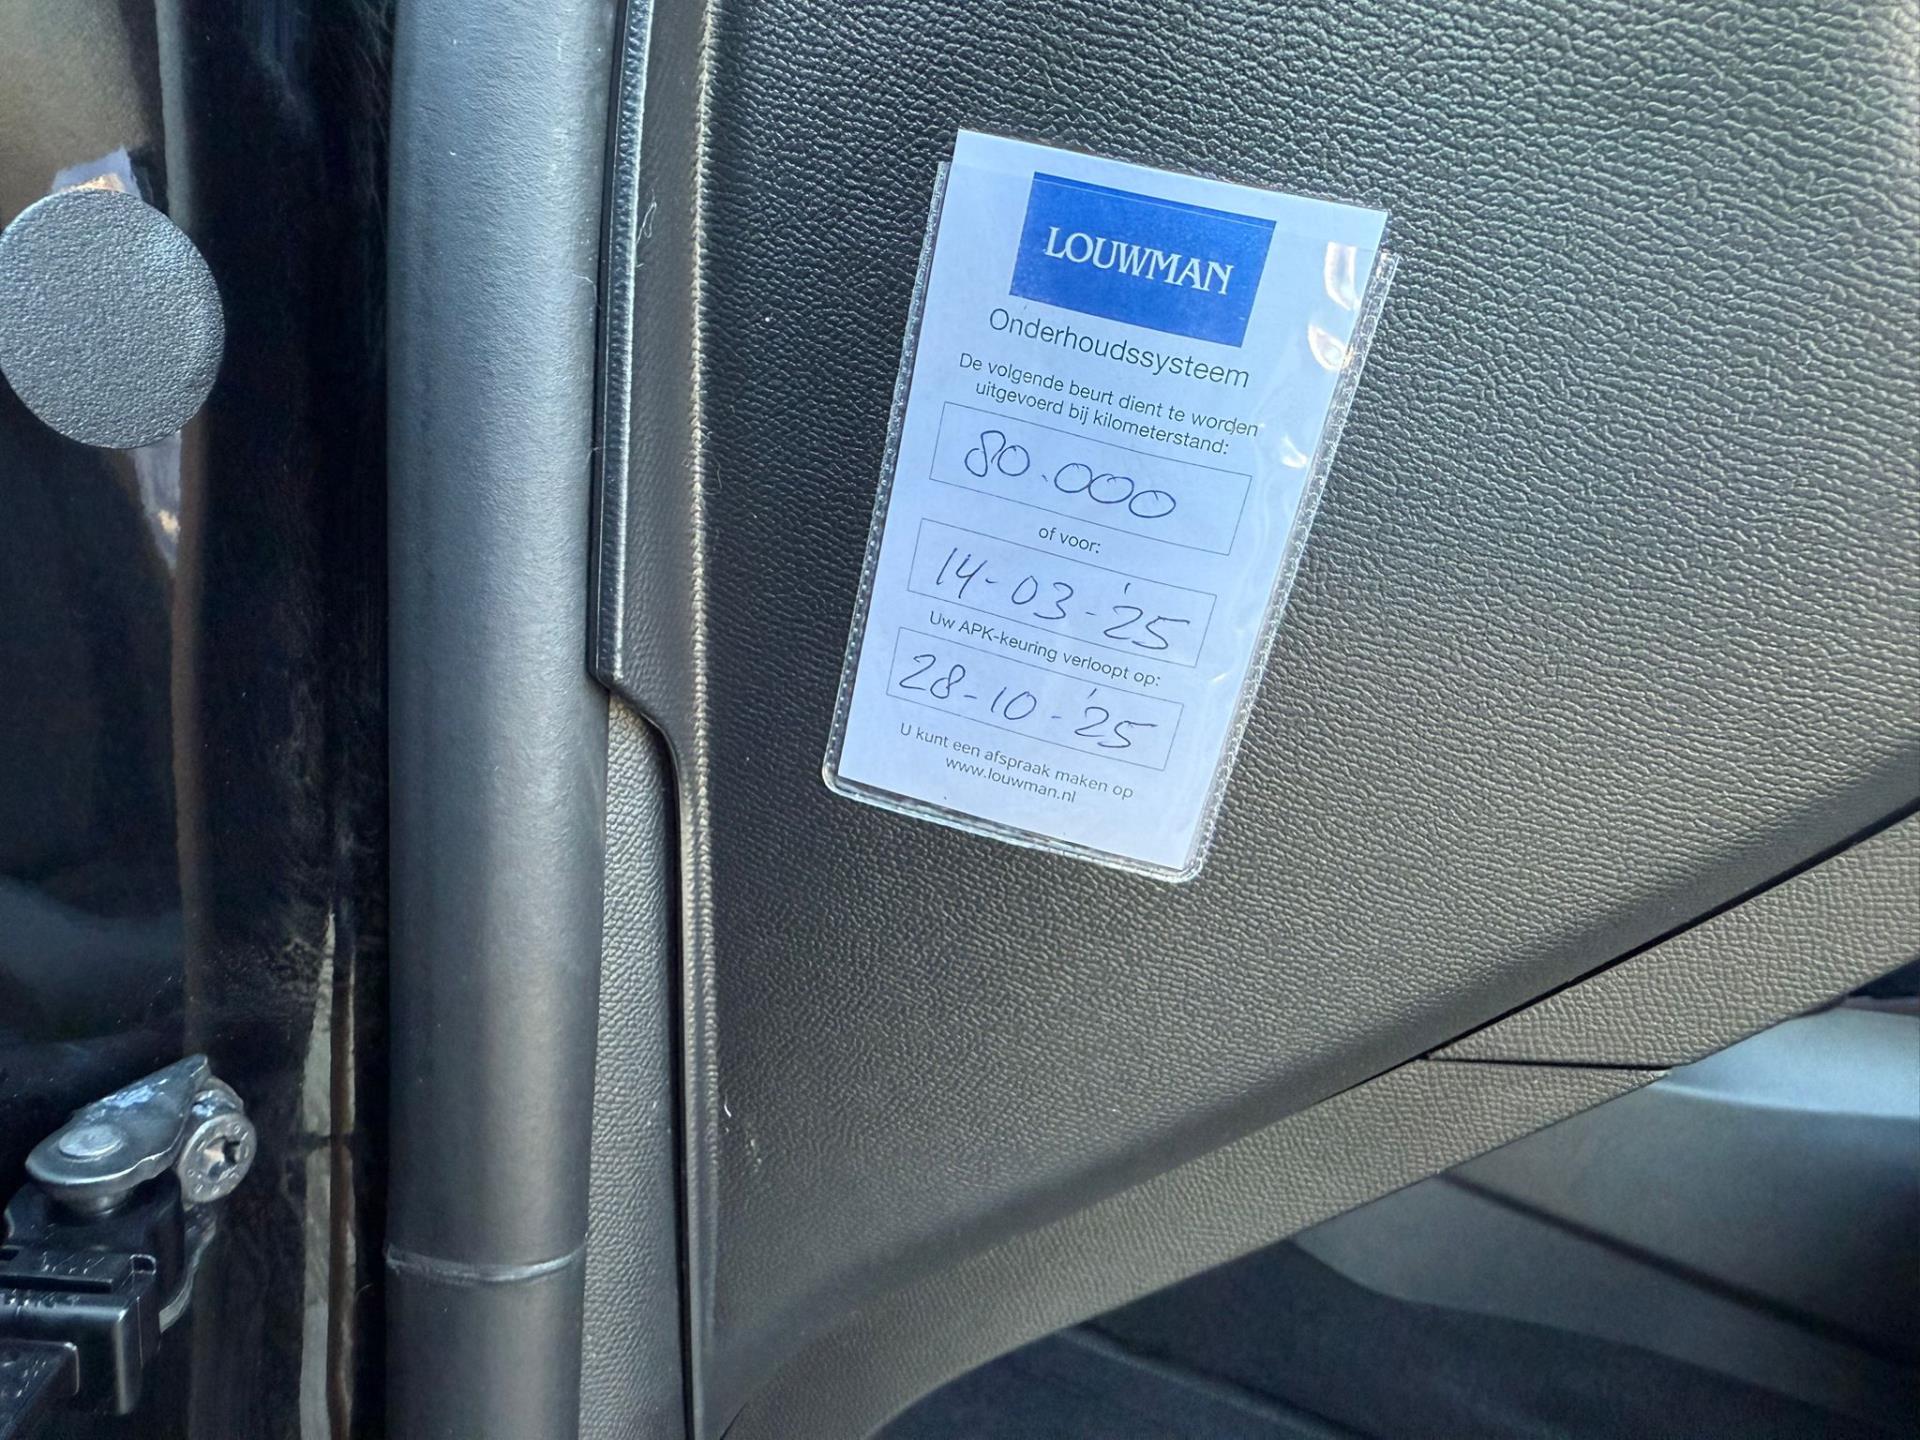 LOUWMAN
Onderhoudssysteem
De volgende beurt dient te worden
uitgevoerd bij kilometerstand:
80.000
of voor:
14-03-'25
Uw APK-keuring verloopt op:
28-10-'25
U kunt een afspraak maken op
www.louwman.nl